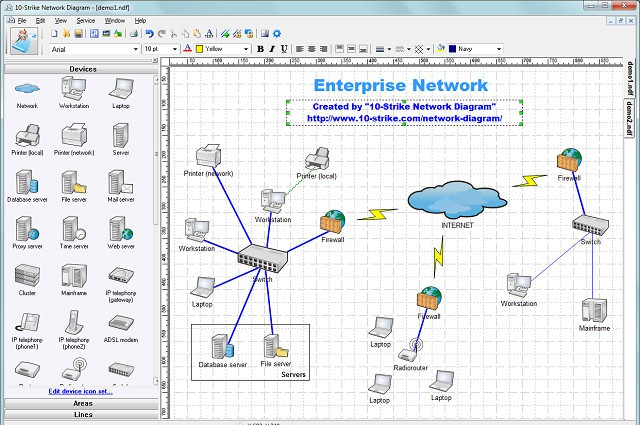 10-Strike Network Diagram - [demo1.ndf]
File Edit View Service Window Help
Arial 10 pt. Yellow B I U Navy
Devices
Network Workstation Laptop
Printer (local) Printer (network) Server
Database server File server Mail server
Proxy server Time server Web server
Cluster Mainframe IP telephony (gateway)
IP telephony (phone1) IP telephony (phone2) ADSL modem
Edit device icon set...
Areas
Lines
demo1.ndf
demo2.ndf
Enterprise Network
Created by "10-Strike Network Diagram"
http://www.10-strike.com/network-diagram/
Printer (network)
Printer (local)
Firewall
Workstation
Workstation
Firewall
INTERNET
Switch
Switch
Laptop
Workstation
Mainframe
Firewall
Laptop
Radiorouter
Database server
File server
Servers
Laptop
Laptop